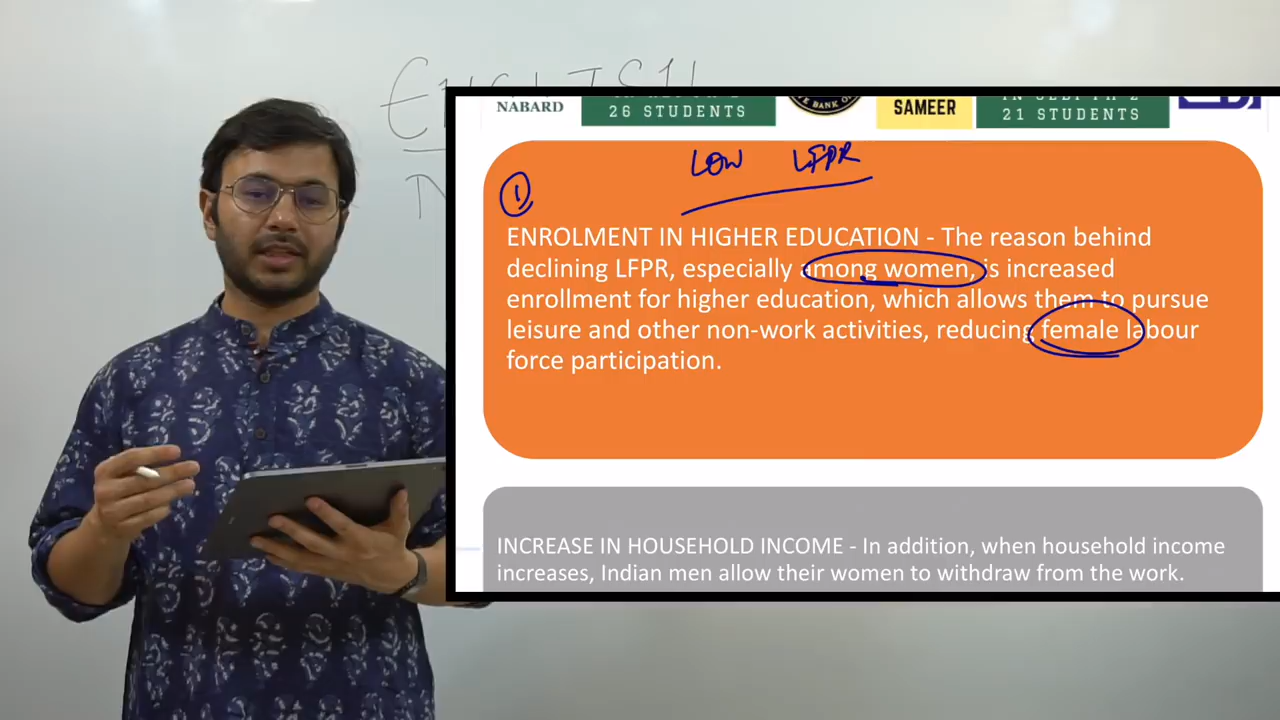 ENGLISH
NABARD
26 STUDENTS
SAMEER
21 STUDENTS
LOW LFPR
1
ENROLMENT IN HIGHER EDUCATION - The reason behind
declining LFPR, especially among women, is increased
enrollment for higher education, which allows them to pursue
leisure and other non-work activities, reducing female labour
force participation.
INCREASE IN HOUSEHOLD INCOME - In addition, when household income
increases, Indian men allow their women to withdraw from the work.